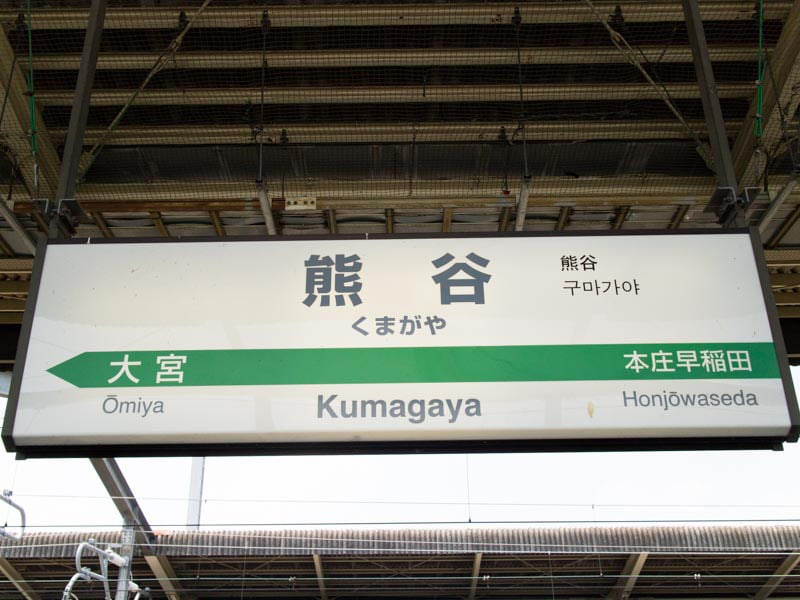 熊谷
くまがや
熊谷
구마가야
大宮
本庄早稲田
Ōmiya
Kumagaya
Honjōwaseda